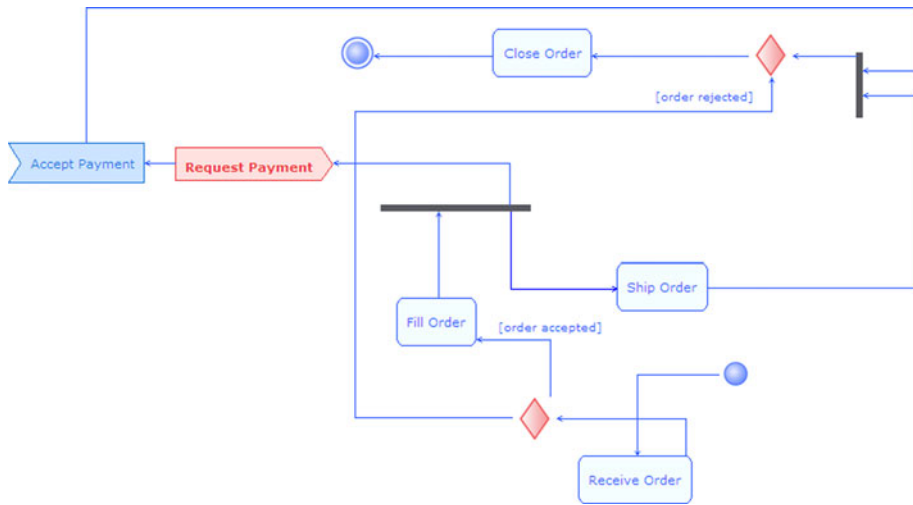 Close Order
[order rejected]
Accept Payment
Request Payment
Ship Order
Fill Order
[order accepted]
Receive Order